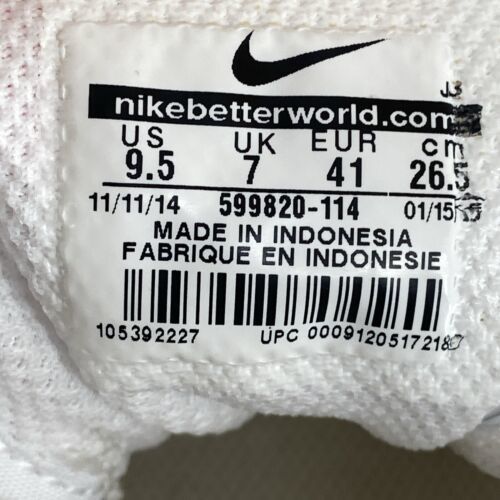 J3
nikebetterworld.com
US UK EUR cm
9.5 7 41 26.5
11/11/14 599820-114 01/15
MADE IN INDONESIA
FABRIQUE EN INDONESIE
105392227 UPC